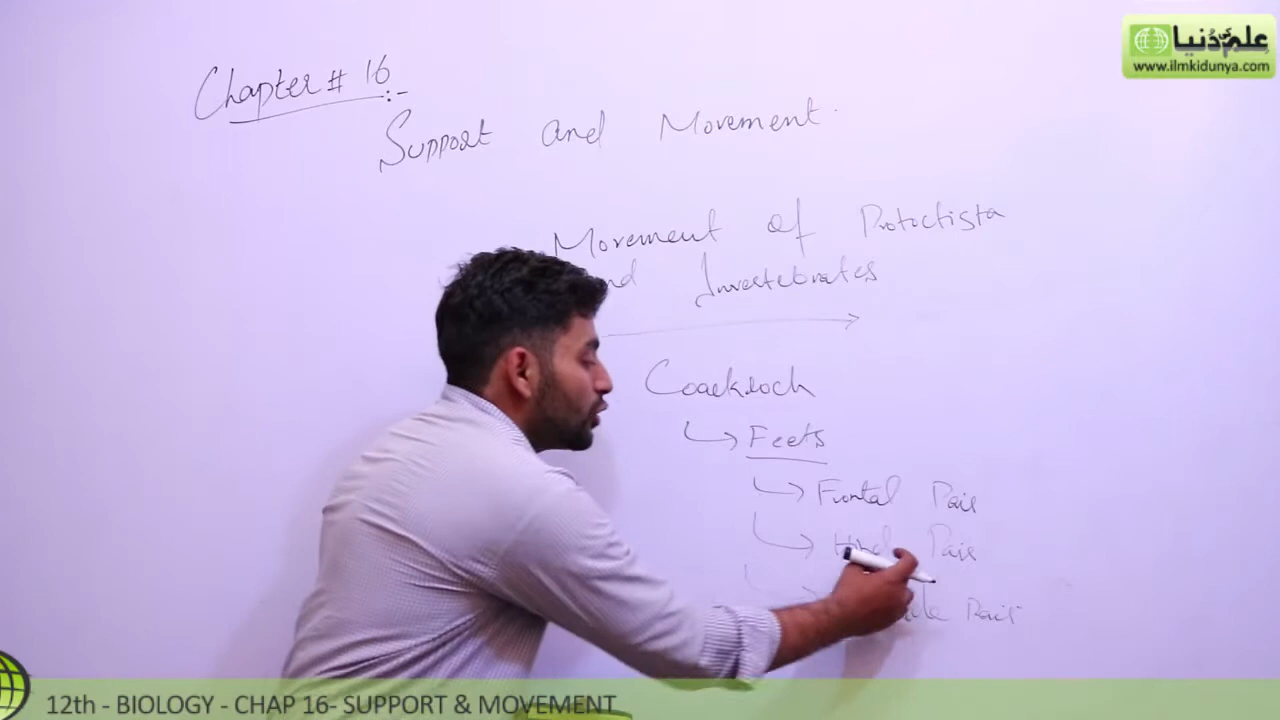 علم کی دنیا
www.ilmkidunya.com
Chapter # 16 :-
Support and Movement.
Movement of Protoctista
Invertebrates
Coackroch
Feets
Frontal Pair
Pair
Pair
12th - BIOLOGY - CHAP 16- SUPPORT & MOVEMENT